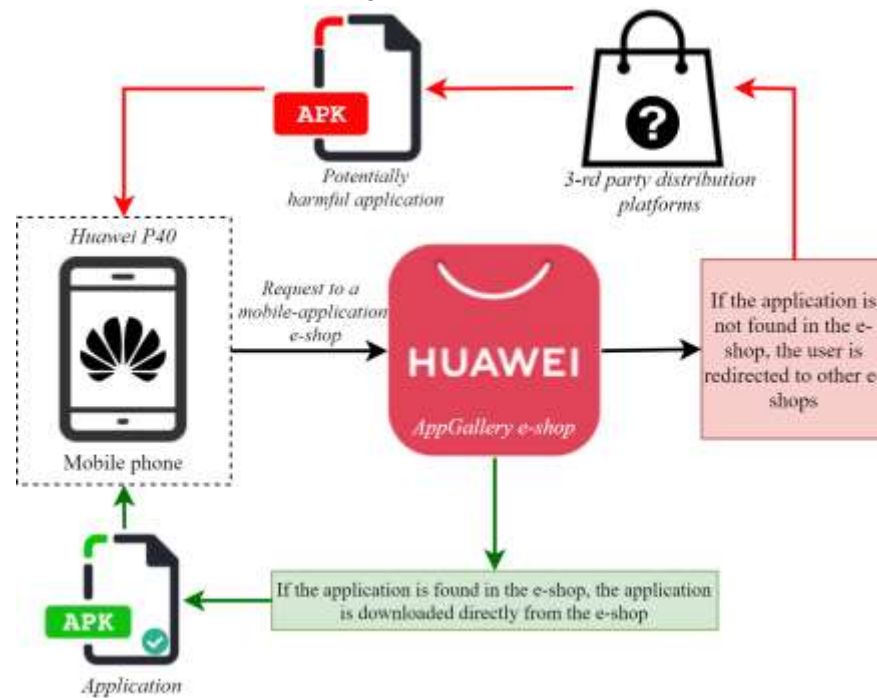 APK
?
Potentially
harmful application
3-rd party distribution
platforms
Huawei P40
Request to a
mobile-application
e-shop
HUAWEI
AppGallery e-shop
If the application is
not found in the e-
shop, the user is
redirected to other e-
shops
Mobile phone
If the application is found in the e-shop, the application
is downloaded directly from the e-shop
APK
Application